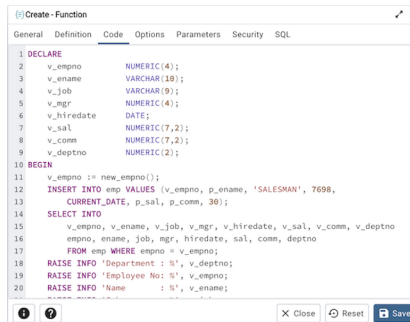 Create - Function
General Definition Code Options Parameters Security SQL
1 DECLARE
2 v_empno NUMERIC(4);
3 v_ename VARCHAR(10);
4 v_job VARCHAR(9);
5 v_mgr NUMERIC(4);
6 v_hiredate DATE;
7 v_sal NUMERIC(7,2);
8 v_comm NUMERIC(7,2);
9 v_deptno NUMERIC(2);
10 BEGIN
11 v_empno := new_empno();
12 INSERT INTO emp VALUES (v_empno, p_ename, 'SALESMAN', 7698,
13 CURRENT_DATE, p_sal, p_comm, 30);
14 SELECT INTO
15 v_empno, v_ename, v_job, v_mgr, v_hiredate, v_sal, v_comm, v_deptno
16 empno, ename, job, mgr, hiredate, sal, comm, deptno
17 FROM emp WHERE empno = v_empno;
18 RAISE INFO 'Department : %', v_deptno;
19 RAISE INFO 'Employee No: %', v_empno;
20 RAISE INFO 'Name : %', v_ename;
Close Reset Save